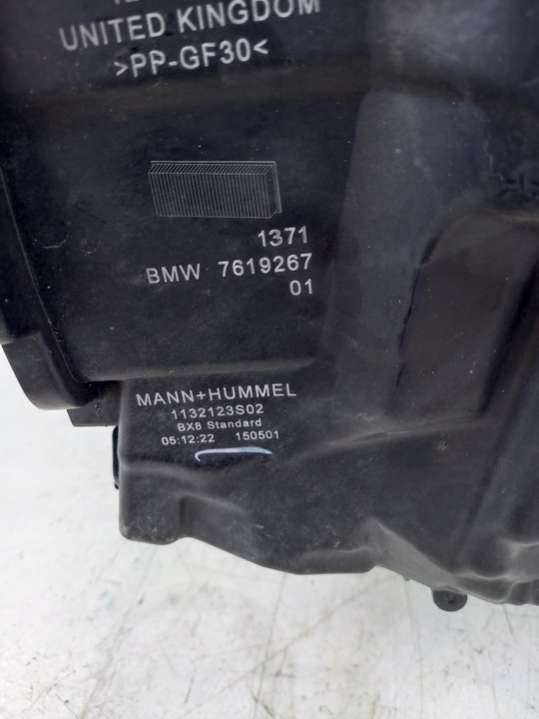 UNITED KINGDOM
>PP-GF30<
1371
BMW 7619267
01
MANN+HUMMEL
1132123S02
BX8 Standard
05:12:22 150501